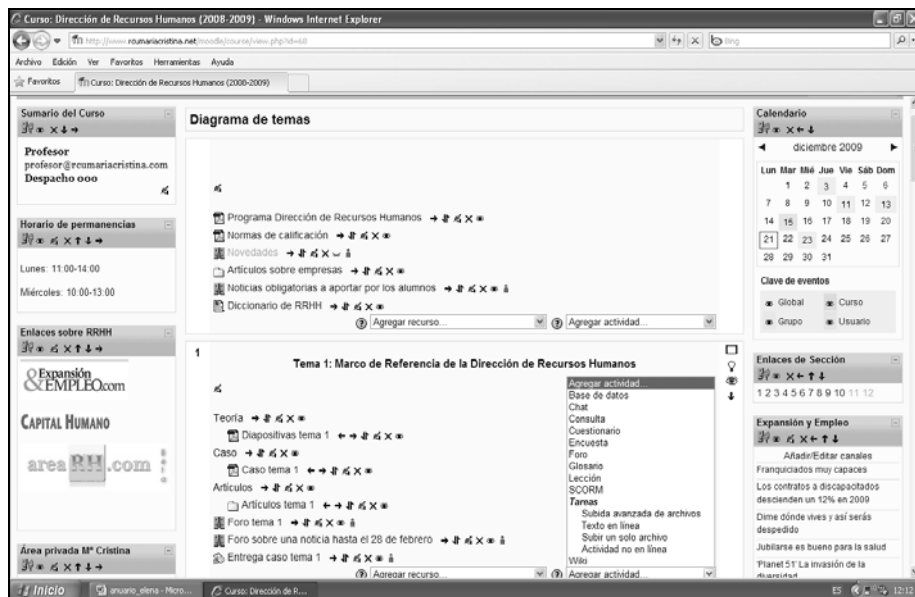 Curso: Dirección de Recursos Humanos (2008-2009) - Windows Internet Explorer
http://www.rcumariacristina.net/moodle/course/view.php?id=68
Bing
Archivo Edición Ver Favoritos Herramientas Ayuda
Favoritos
Curso: Dirección de Recursos Humanos (2008-2009)
Sumario del Curso
Profesor
profesor@rcumariacristina.com
Despacho 000
Horario de permanencias
Lunes: 11:00-14:00
Miércoles: 10:00-13:00
Enlaces sobre RRHH
Expansión
&EMPLEO.com
CAPITAL HUMANO
area RH .com
Área privada Mª Cristina
Diagrama de temas
Programa Dirección de Recursos Humanos
Normas de calificación
Novedades
Artículos sobre empresas
Noticias obligatorias a aportar por los alumnos
Diccionario de RRHH
Agregar recurso... Agregar actividad...
1
Tema 1: Marco de Referencia de la Dirección de Recursos Humanos
Teoría
Diapositivas tema 1
Caso
Caso tema 1
Artículos
Artículos tema 1
Foro tema 1
Foro sobre una noticia hasta el 28 de febrero
Entrega caso tema 1
Agregar recurso... Agregar actividad...
Agregar actividad...
Base de datos
Chat
Consulta
Cuestionario
Encuesta
Foro
Glosario
Lección
SCORM
Tareas
Subida avanzada de archivos
Texto en línea
Subir un solo archivo
Actividad no en línea
Wiki
Calendario
diciembre 2009
Lun Mar Mié Jue Vie Sáb Dom
1 2 3 4 5 6
7 8 9 10 11 12 13
14 15 16 17 18 19 20
21 22 23 24 25 26 27
28 29 30 31
Clave de eventos
Global Curso
Grupo Usuario
Enlaces de Sección
1 2 3 4 5 6 7 8 9 10 11 12
Expansión y Empleo
Añadir/Editar canales
Franquiciados muy capaces
Los contratos a discapacitados
descienden un 12% en 2009
Dime dónde vives y así serás
despedido
Jubilarse es bueno para la salud
'Planet 51' La invasión de la
diversidad
Inicio
anuario_elena - Micro...
Curso: Dirección de R...
ES
12:12